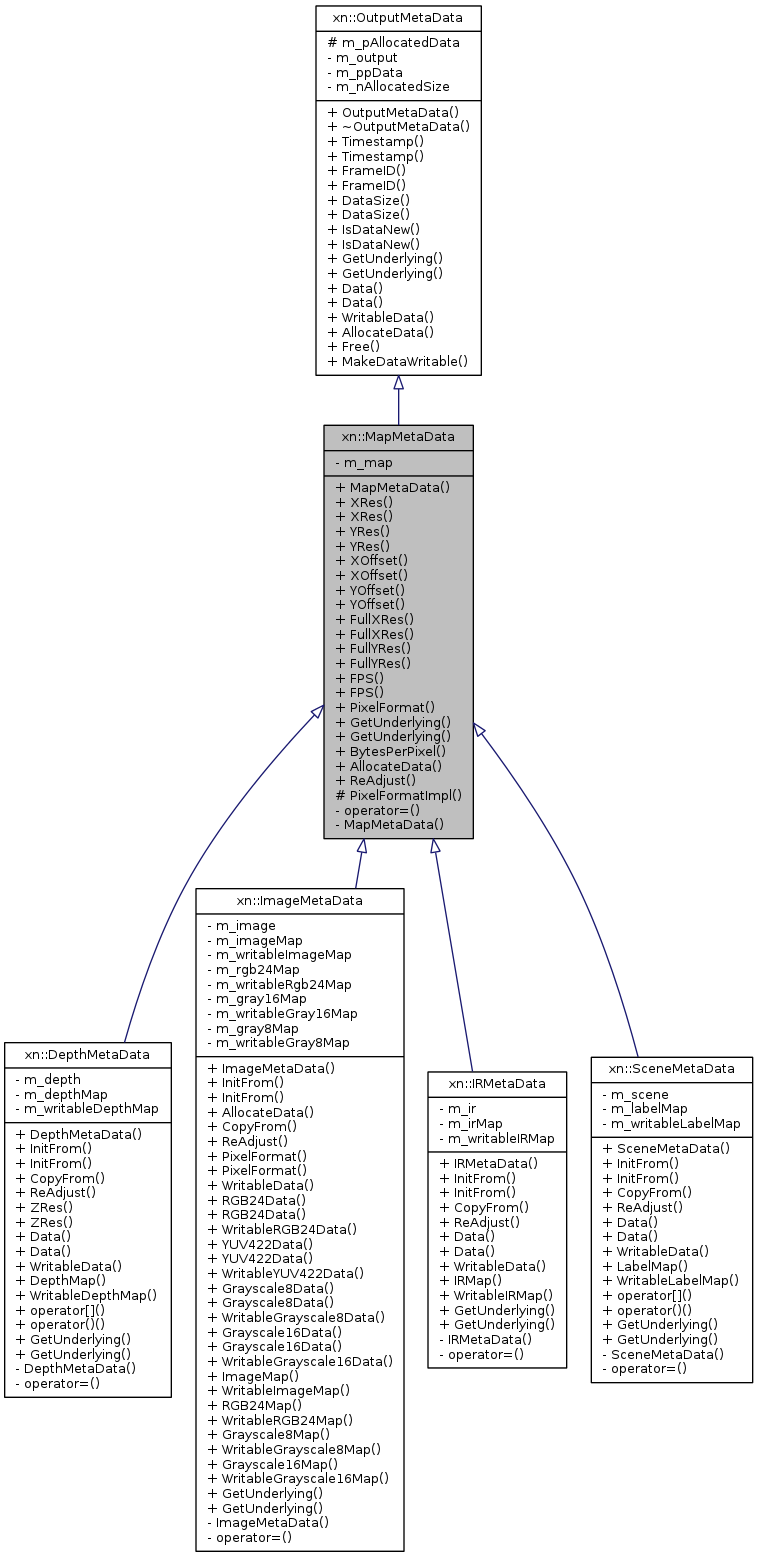 xn::OutputMetaData
# m_pAllocatedData
- m_output
- m_ppData
- m_nAllocatedSize
+ OutputMetaData()
+ ~OutputMetaData()
+ Timestamp()
+ Timestamp()
+ FrameID()
+ FrameID()
+ DataSize()
+ DataSize()
+ IsDataNew()
+ IsDataNew()
+ GetUnderlying()
+ GetUnderlying()
+ Data()
+ Data()
+ WritableData()
+ AllocateData()
+ Free()
+ MakeDataWritable()
xn::MapMetaData
- m_map
+ MapMetaData()
+ XRes()
+ XRes()
+ YRes()
+ YRes()
+ XOffset()
+ XOffset()
+ YOffset()
+ YOffset()
+ FullXRes()
+ FullXRes()
+ FullYRes()
+ FullYRes()
+ FPS()
+ FPS()
+ PixelFormat()
+ GetUnderlying()
+ GetUnderlying()
+ BytesPerPixel()
+ AllocateData()
+ ReAdjust()
# PixelFormatImpl()
- operator=()
- MapMetaData()
xn::DepthMetaData
- m_depth
- m_depthMap
- m_writableDepthMap
+ DepthMetaData()
+ InitFrom()
+ InitFrom()
+ CopyFrom()
+ ReAdjust()
+ ZRes()
+ ZRes()
+ Data()
+ Data()
+ WritableData()
+ DepthMap()
+ WritableDepthMap()
+ operator[]()
+ operator()()
+ GetUnderlying()
+ GetUnderlying()
- DepthMetaData()
- operator=()
xn::ImageMetaData
- m_image
- m_imageMap
- m_writableImageMap
- m_rgb24Map
- m_writableRgb24Map
- m_gray16Map
- m_writableGray16Map
- m_gray8Map
- m_writableGray8Map
+ ImageMetaData()
+ InitFrom()
+ InitFrom()
+ AllocateData()
+ CopyFrom()
+ ReAdjust()
+ PixelFormat()
+ PixelFormat()
+ WritableData()
+ RGB24Data()
+ RGB24Data()
+ WritableRGB24Data()
+ YUV422Data()
+ YUV422Data()
+ WritableYUV422Data()
+ Grayscale8Data()
+ Grayscale8Data()
+ WritableGrayscale8Data()
+ Grayscale16Data()
+ Grayscale16Data()
+ WritableGrayscale16Data()
+ ImageMap()
+ WritableImageMap()
+ RGB24Map()
+ WritableRGB24Map()
+ Grayscale8Map()
+ WritableGrayscale8Map()
+ Grayscale16Map()
+ WritableGrayscale16Map()
+ GetUnderlying()
+ GetUnderlying()
- ImageMetaData()
- operator=()
xn::IRMetaData
- m_ir
- m_irMap
- m_writableIRMap
+ IRMetaData()
+ InitFrom()
+ InitFrom()
+ CopyFrom()
+ ReAdjust()
+ Data()
+ Data()
+ WritableData()
+ IRMap()
+ WritableIRMap()
+ GetUnderlying()
+ GetUnderlying()
- IRMetaData()
- operator=()
xn::SceneMetaData
- m_scene
- m_labelMap
- m_writableLabelMap
+ SceneMetaData()
+ InitFrom()
+ InitFrom()
+ CopyFrom()
+ ReAdjust()
+ Data()
+ Data()
+ WritableData()
+ LabelMap()
+ WritableLabelMap()
+ operator[]()
+ operator()()
+ GetUnderlying()
+ GetUnderlying()
- SceneMetaData()
- operator=()